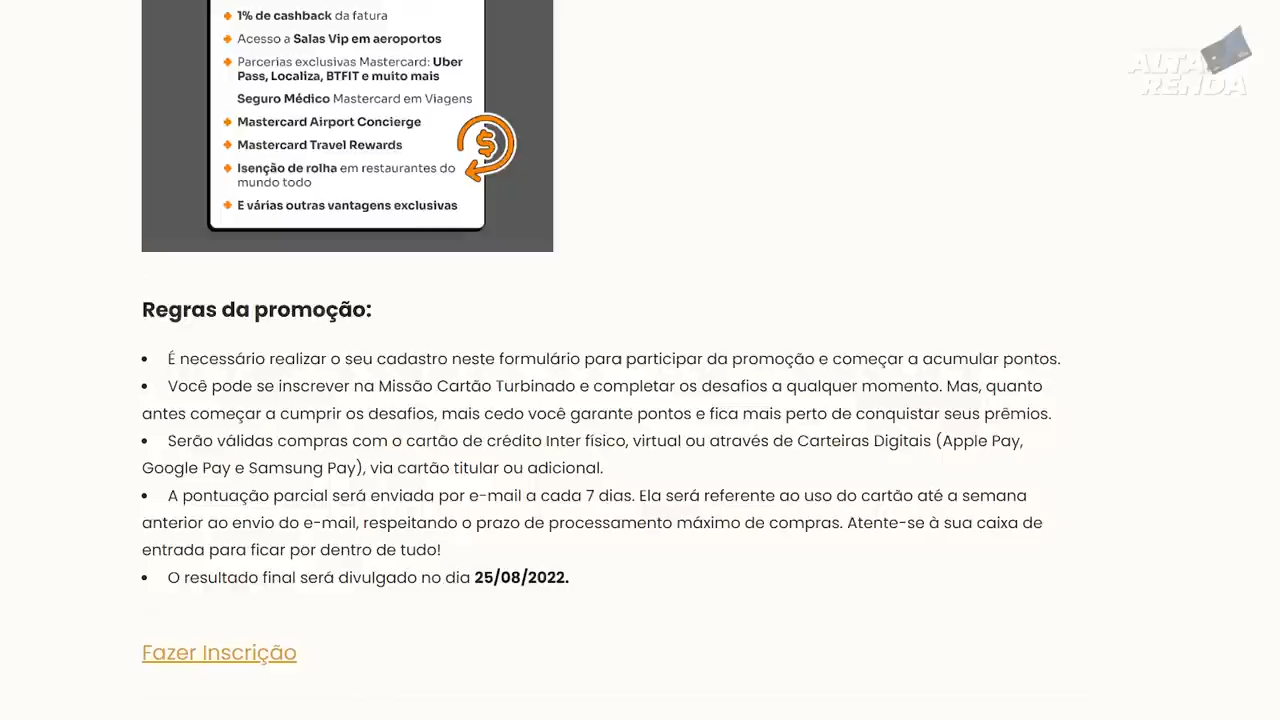 1% de cashback da fatura
Acesso a Salas Vip em aeroportos
Parcerias exclusivas Mastercard: Uber
Pass, Localiza, BTFIT e muito mais
Seguro Médico Mastercard em Viagens
Mastercard Airport Concierge
Mastercard Travel Rewards
Isenção de rolha em restaurantes do
mundo todo
E várias outras vantagens exclusivas
$
ALTA
RENDA
Regras da promoção:
• É necessário realizar o seu cadastro neste formulário para participar da promoção e começar a acumular pontos.
• Você pode se inscrever na Missão Cartão Turbinado e completar os desafios a qualquer momento. Mas, quanto
antes começar a cumprir os desafios, mais cedo você garante pontos e fica mais perto de conquistar seus prêmios.
• Serão válidas compras com o cartão de crédito Inter físico, virtual ou através de Carteiras Digitais (Apple Pay,
Google Pay e Samsung Pay), via cartão titular ou adicional.
• A pontuação parcial será enviada por e-mail a cada 7 dias. Ela será referente ao uso do cartão até a semana
anterior ao envio do e-mail, respeitando o prazo de processamento máximo de compras. Atente-se à sua caixa de
entrada para ficar por dentro de tudo!
• O resultado final será divulgado no dia 25/08/2022.
Fazer Inscrição